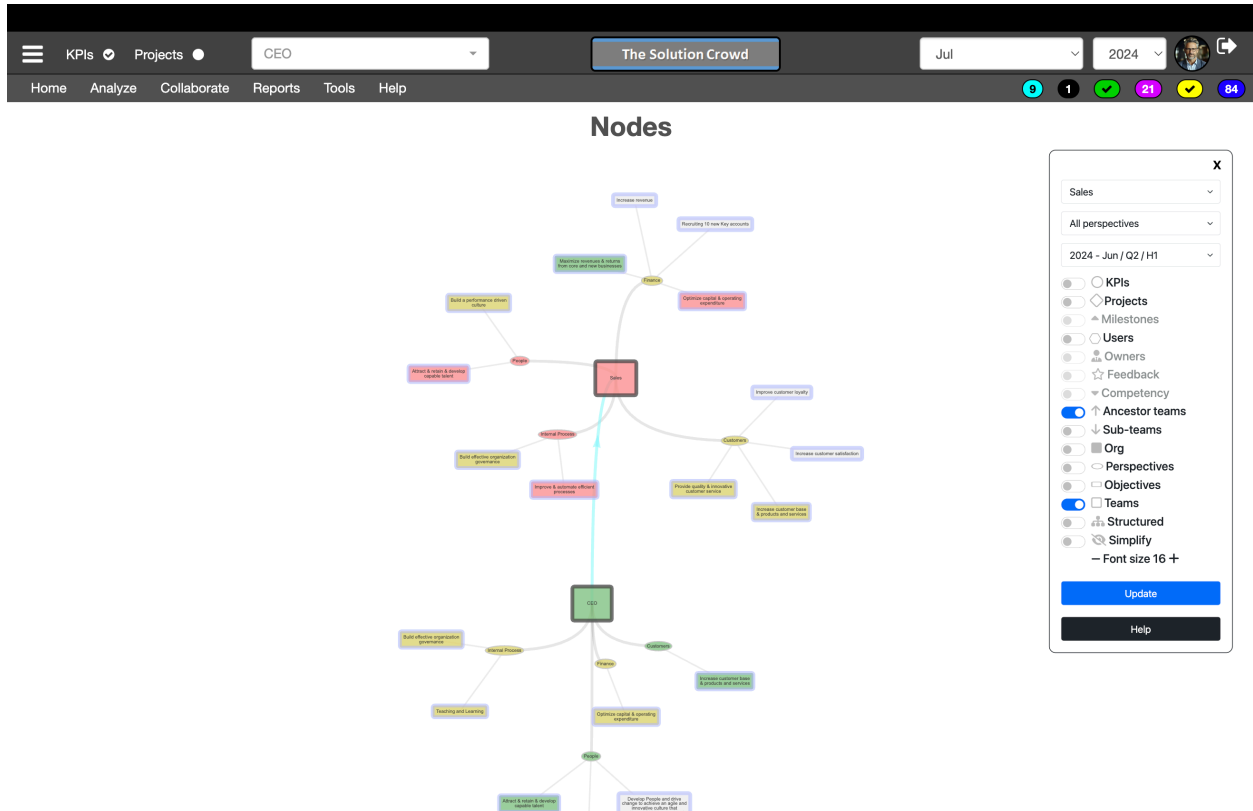 KPIs
Projects
CEO
The Solution Crowd
Jul
2024
Home
Analyze
Collaborate
Reports
Tools
Help
9
1
21
84
Nodes
X
Sales
All perspectives
2024 - Jun / Q2 / H1
KPIs
Projects
Milestones
Users
Owners
Feedback
Competency
Ancestor teams
Sub-teams
Org
Perspectives
Objectives
Teams
Structured
Simplify
Font size 16
Update
Help
Increase revenue
Recruiting 10 new Key accounts
Maximize revenues & returns
from core and new businesses
Finance
Optimize capital & operating
expenditure
Build a performance driven
culture
People
Attract & retain & develop
capable talent
Sales
Improve customer loyalty
Internal Process
Customers
Build effective organization
governance
Increase customer satisfaction
Improve & automate efficient
processes
Provide quality & innovative
customer service
Increase customer base
& products and services
CEO
Build effective organization
governance
Internal Process
Customers
Finance
Increase customer base
& products and services
Teaching and Learning
Optimize capital & operating
expenditure
People
Attract & retain & develop
capable talent
Develop People and drive
change to achieve an agile and
innovative culture that